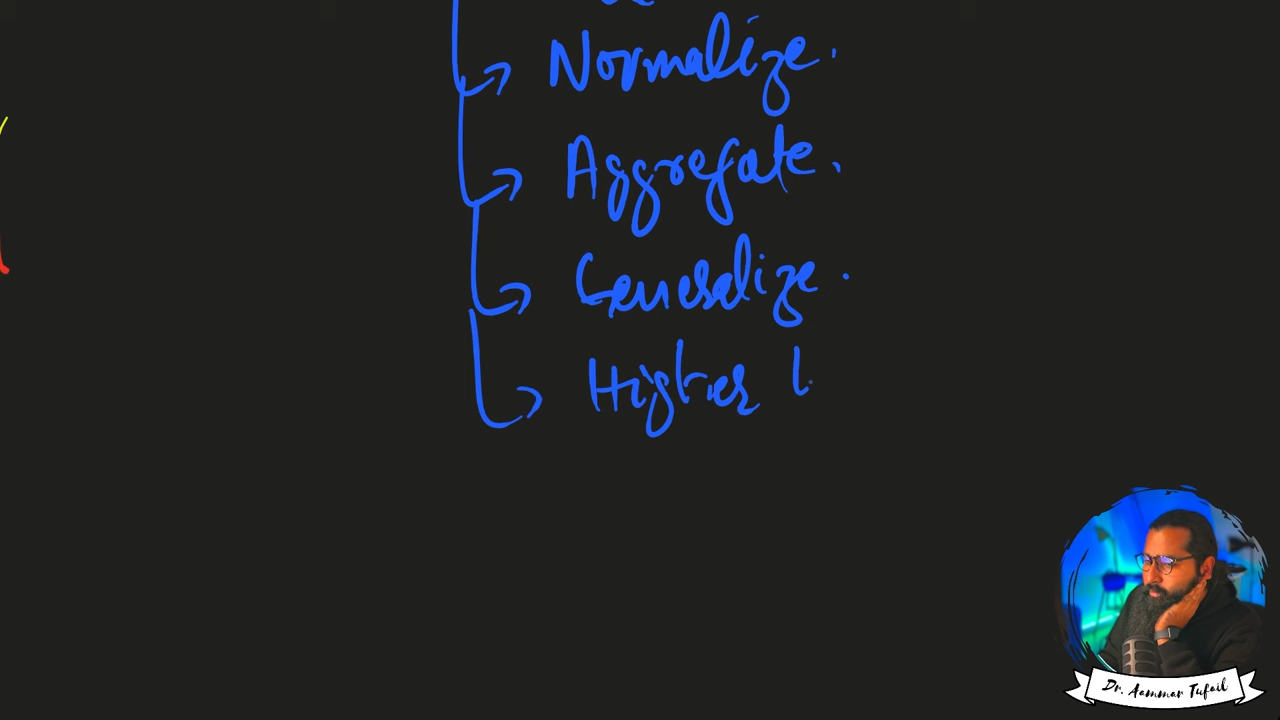 Normalize.
Aggregate.
Generalize.
Higher l
Dr. Aammar Tufail